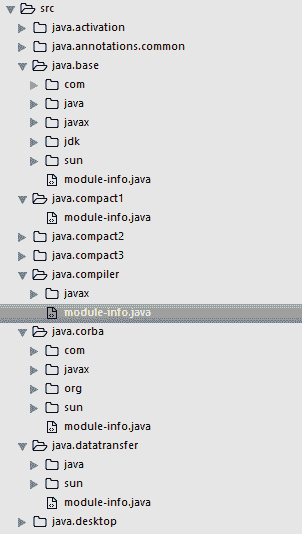 src
java.activation
java.annotations.common
java.base
com
java
javax
jdk
sun
module-info.java
java.compact1
module-info.java
java.compact2
java.compact3
java.compiler
javax
module-info.java
java.corba
com
javax
org
sun
module-info.java
java.datatransfer
java
sun
module-info.java
java.desktop